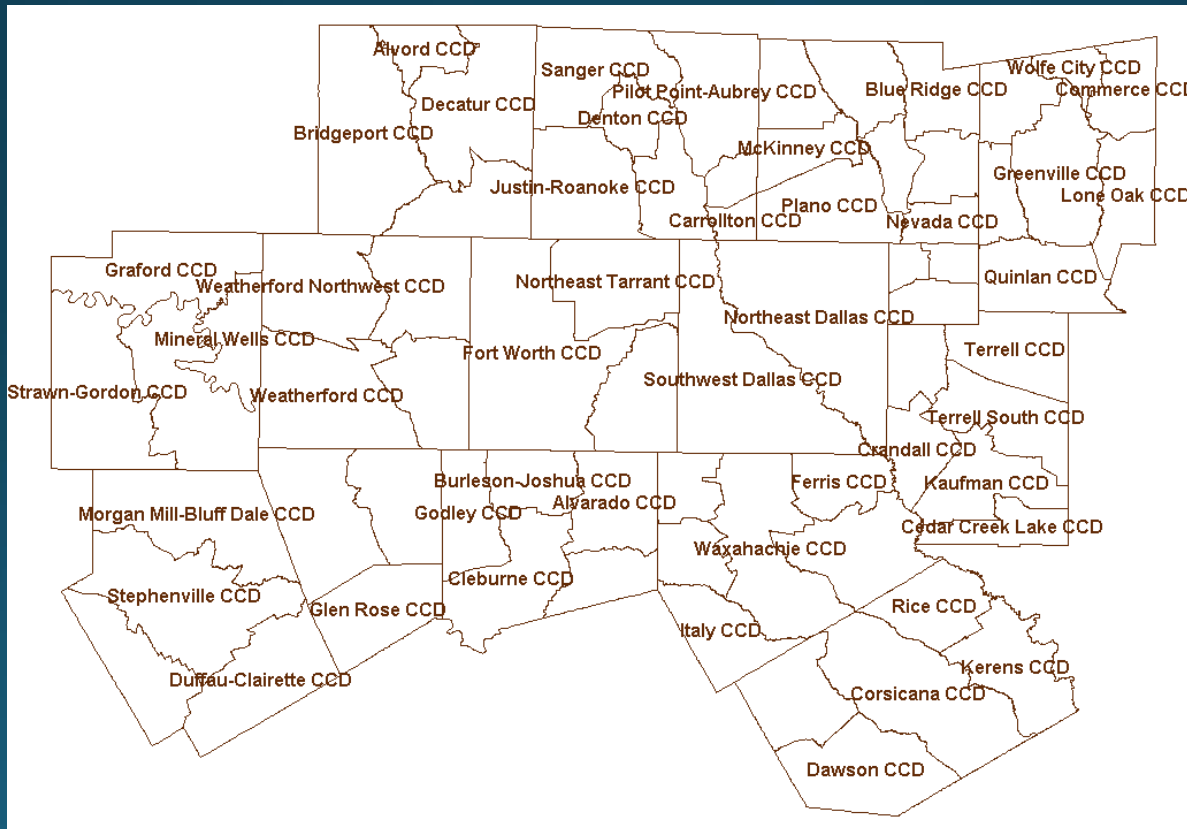 Alvord CCD
Sanger CCD
Wolfe City CCD
Decatur CCD
Pilot Point-Aubrey CCD
Blue Ridge CCD
Commerce CCD
Bridgeport CCD
Denton CCD
McKinney CCD
Justin-Roanoke CCD
Greenville CCD
Lone Oak CCD
Plano CCD
Carrollton CCD
Nevada CCD
Graford CCD
Weatherford Northwest CCD
Northeast Tarrant CCD
Quinlan CCD
Northeast Dallas CCD
Mineral Wells CCD
Fort Worth CCD
Terrell CCD
Strawn-Gordon CCD
Weatherford CCD
Southwest Dallas CCD
Terrell South CCD
Crandall CCD
Burleson-Joshua CCD
Ferris CCD
Kaufman CCD
Alvarado CCD
Morgan Mill-Bluff Dale CCD
Godley CCD
Cedar Creek Lake CCD
Waxahachie CCD
Cleburne CCD
Stephenville CCD
Glen Rose CCD
Rice CCD
Italy CCD
Kerens CCD
Duffau-Clairette CCD
Corsicana CCD
Dawson CCD